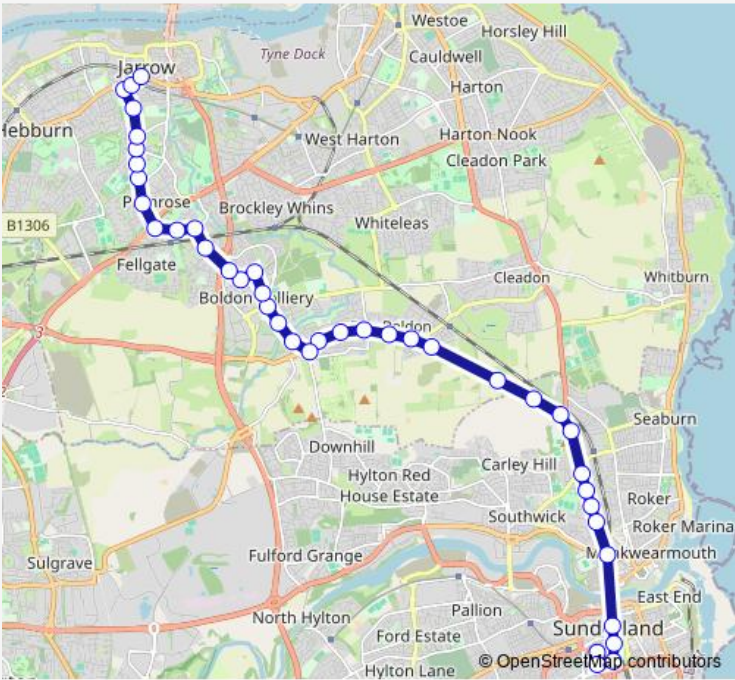 Westoe
Horsley Hill
Tyne Dock
Cauldwell
Jarrow
Harton
Hebburn
West Harton
Harton Nook
Cleadon Park
Brockley Whins
B1306
Whiteleas
Fellgate
Cleadon
Whitburn
3
Downhill
Seaburn
Hylton Red
House Estate
Carley Hill
Roker
Southwick
Roker Marina
Fulford Grange
Sulgrave
East End
Pallion
North Hylton
Ford Estate
Hylton Lane
© OpenStreetMap contributors